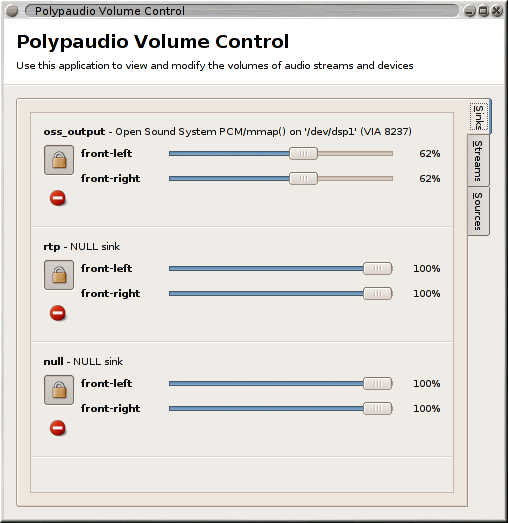 Polypaudio Volume Control
Polypaudio Volume Control
Use this application to view and modify the volumes of audio streams and devices
Sinks
Streams
Sources
oss_output - Open Sound System PCM/mmap() on '/dev/dsp1' (VIA 8237)
front-left 62%
front-right 62%
rtp - NULL sink
front-left 100%
front-right 100%
null - NULL sink
front-left 100%
front-right 100%